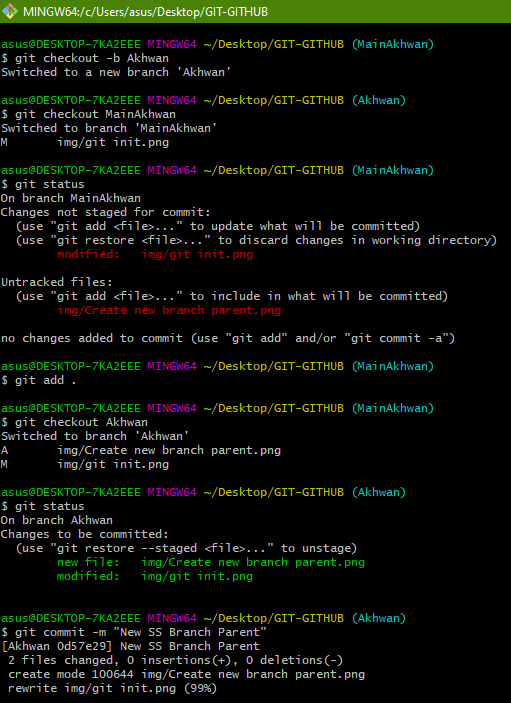 MINGW64:/c/Users/asus/Desktop/GIT-GITHUB
asus@DESKTOP-7KA2EEE MINGW64 ~/Desktop/GIT-GITHUB (MainAkhwan)
$ git checkout -b Akhwan
Switched to a new branch 'Akhwan'
asus@DESKTOP-7KA2EEE MINGW64 ~/Desktop/GIT-GITHUB (Akhwan)
$ git checkout MainAkhwan
Switched to branch 'MainAkhwan'
M       img/git init.png
asus@DESKTOP-7KA2EEE MINGW64 ~/Desktop/GIT-GITHUB (MainAkhwan)
$ git status
On branch MainAkhwan
Changes not staged for commit:
  (use "git add <file>..." to update what will be committed)
  (use "git restore <file>..." to discard changes in working directory)
        modified:   img/git init.png
Untracked files:
  (use "git add <file>..." to include in what will be committed)
        img/Create new branch parent.png
no changes added to commit (use "git add" and/or "git commit -a")
asus@DESKTOP-7KA2EEE MINGW64 ~/Desktop/GIT-GITHUB (MainAkhwan)
$ git add .
asus@DESKTOP-7KA2EEE MINGW64 ~/Desktop/GIT-GITHUB (MainAkhwan)
$ git checkout Akhwan
Switched to branch 'Akhwan'
A       img/Create new branch parent.png
M       img/git init.png
asus@DESKTOP-7KA2EEE MINGW64 ~/Desktop/GIT-GITHUB (Akhwan)
$ git status
On branch Akhwan
Changes to be committed:
  (use "git restore --staged <file>..." to unstage)
        new file:   img/Create new branch parent.png
        modified:   img/git init.png
asus@DESKTOP-7KA2EEE MINGW64 ~/Desktop/GIT-GITHUB (Akhwan)
$ git commit -m "New SS Branch Parent"
[Akhwan 0d57e29] New SS Branch Parent
 2 files changed, 0 insertions(+), 0 deletions(-)
 create mode 100644 img/Create new branch parent.png
 rewrite img/git init.png (99%)